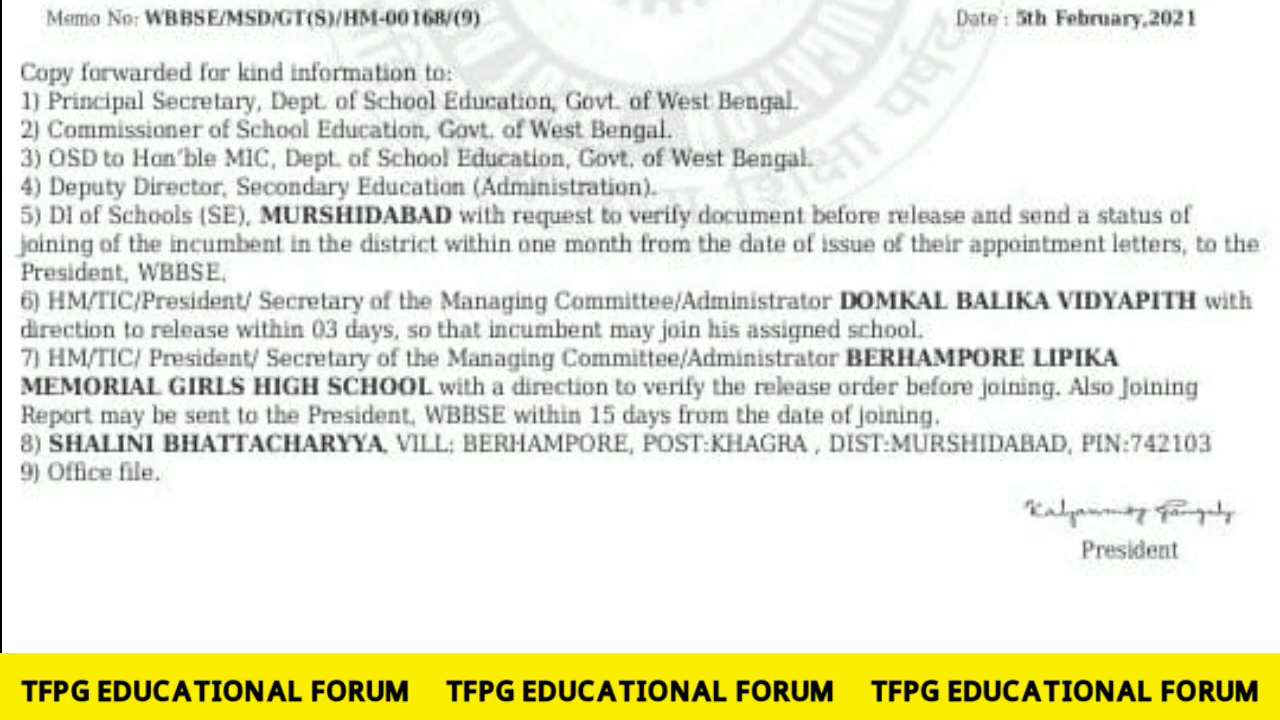 Memo No: WBBSE/MSD/GT(S)/HM-00168/(9) Date : 5th February,2021
Copy forwarded for kind information to:
1) Principal Secretary, Dept. of School Education, Govt. of West Bengal.
2) Commissioner of School Education, Govt. of West Bengal.
3) OSD to Hon'ble MIC, Dept. of School Education, Govt. of West Bengal.
4) Deputy Director, Secondary Education (Administration).
5) DI of Schools (SE), MURSHIDABAD with request to verify document before release and send a status of
joining of the incumbent in the district within one month from the date of issue of their appointment letters, to the
President, WBBSE.
6) HM/TIC/President/ Secretary of the Managing Committee/Administrator DOMKAL BALIKA VIDYAPITH with
direction to release within 03 days, so that incumbent may join his assigned school.
7) HM/TIC/ President/ Secretary of the Managing Committee/Administrator BERHAMPORE LIPIKA
MEMORIAL GIRLS HIGH SCHOOL with a direction to verify the release order before joining. Also Joining
Report may be sent to the President, WBBSE within 15 days from the date of joining.
8) SHALINI BHATTACHARYYA, VILL: BERHAMPORE, POST:KHAGRA , DIST:MURSHIDABAD, PIN:742103
9) Office file.
President
शिक्षा पर्षद
TFPG EDUCATIONAL FORUM TFPG EDUCATIONAL FORUM TFPG EDUCATIONAL FORUM